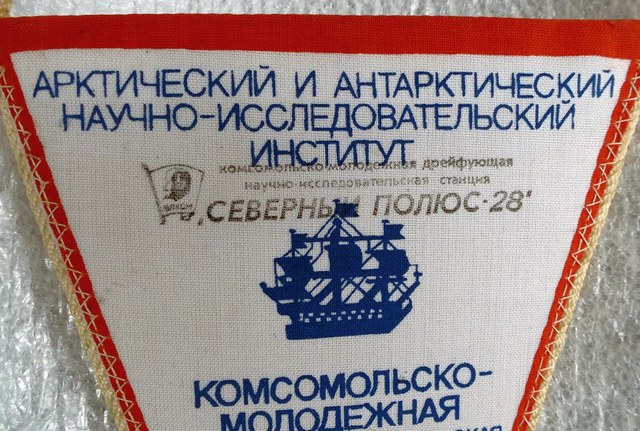 АРКТИЧЕСКИЙ И АНТАРКТИЧЕСКИЙ
НАУЧНО-ИССЛЕДОВАТЕЛЬСКИЙ
ИНСТИТУТ
комсомольско-молодежная дрейфующая
научно-исследовательская станция
ВЛКСМ
„СЕВЕРНЫЙ ПОЛЮС-28"
КОМСОМОЛЬСКО-
МОЛОДЕЖНАЯ